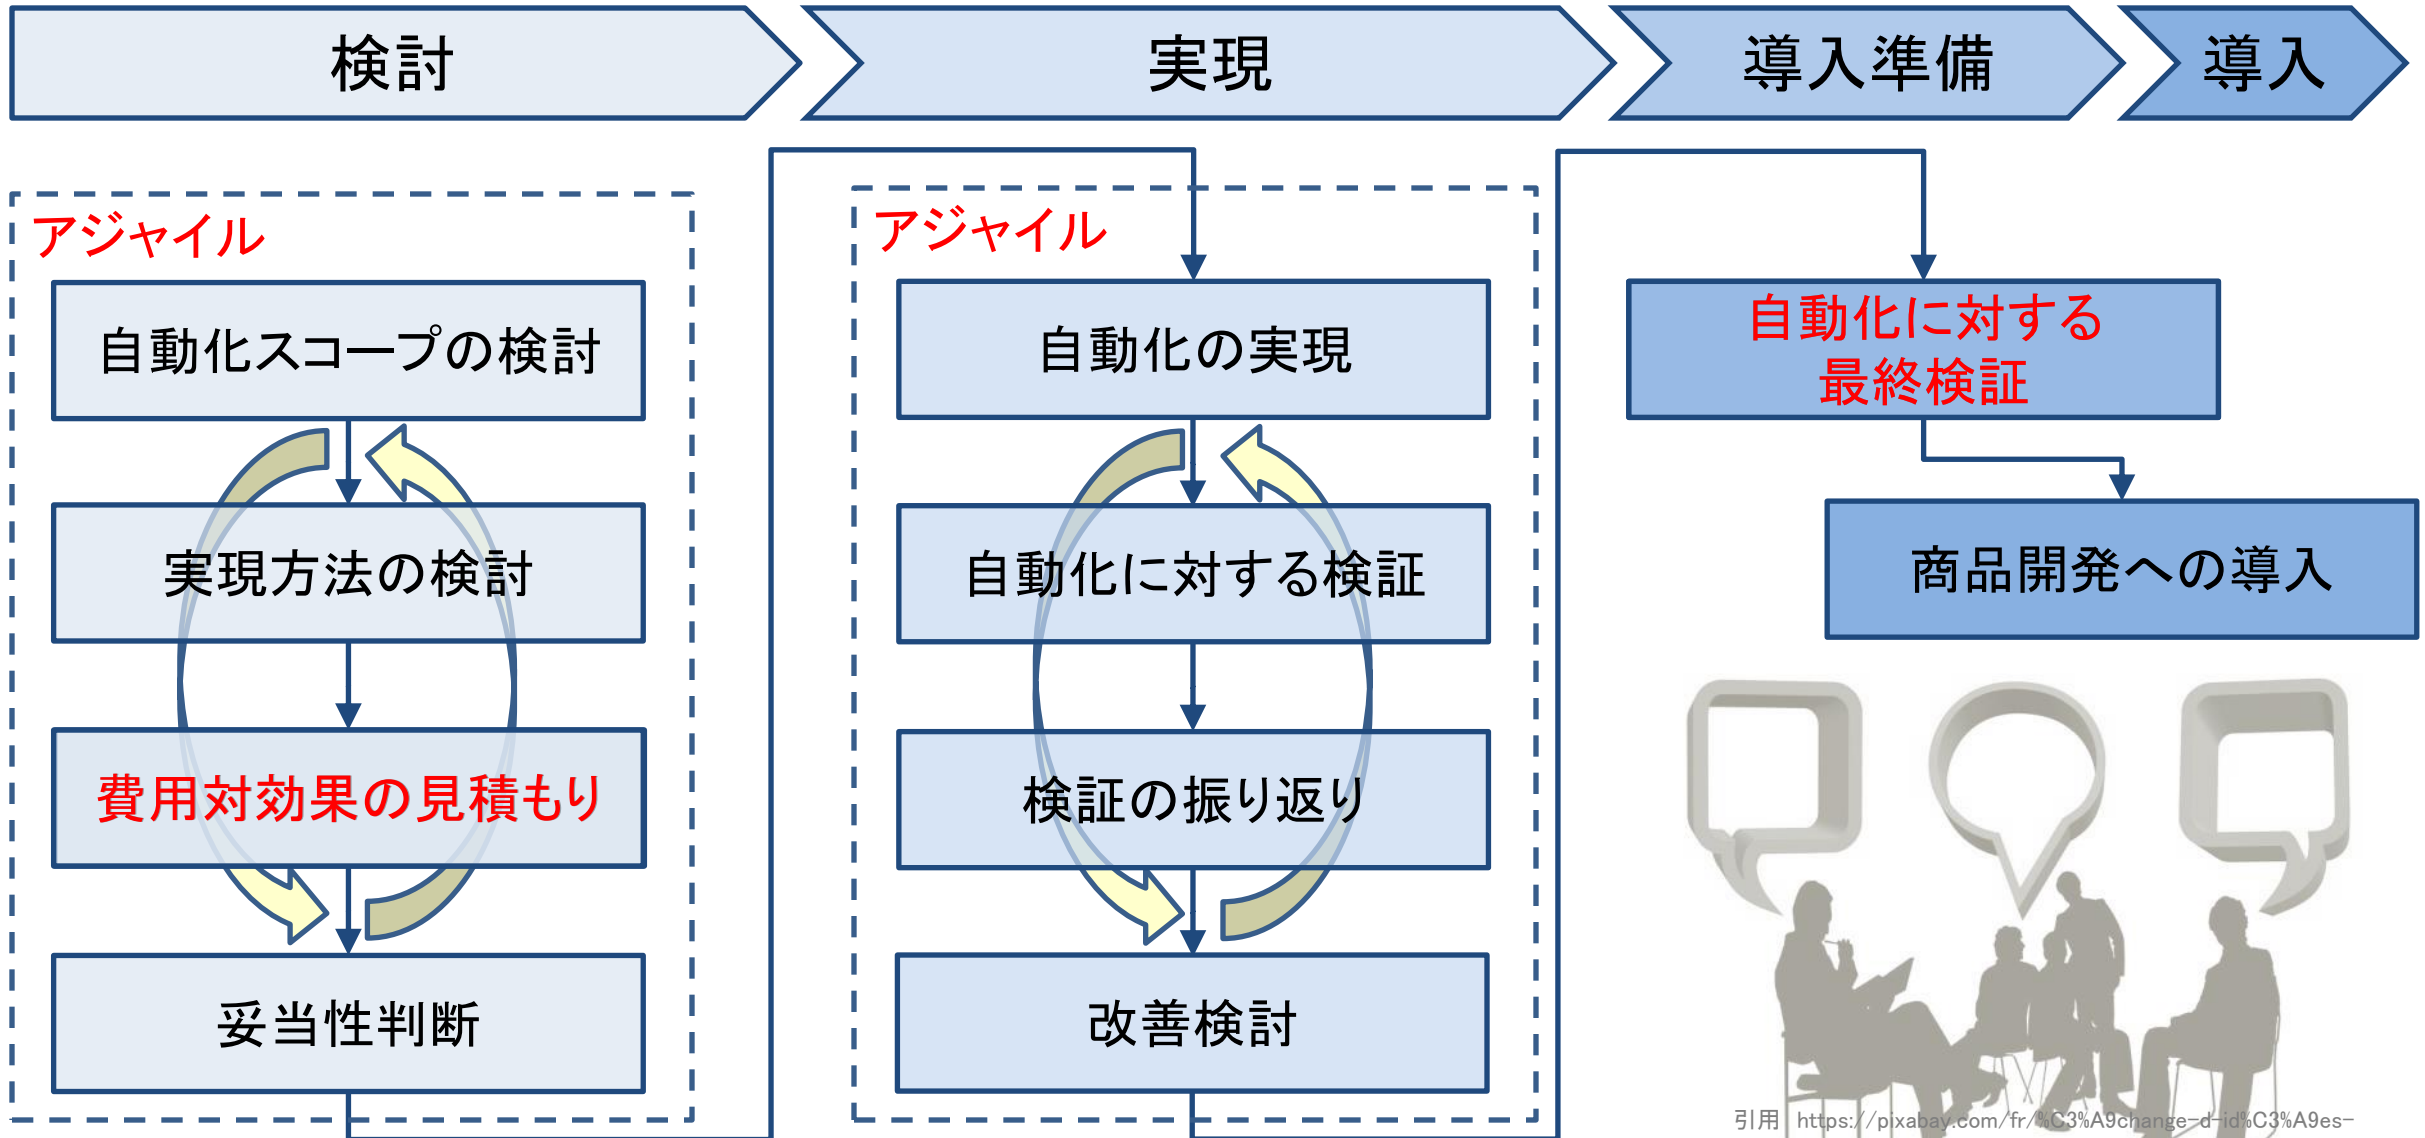 検討
実現
導入準備
導入
アジャイル
自動化スコープの検討
実現方法の検討
費用対効果の見積もり
妥当性判断
アジャイル
自動化の実現
自動化に対する検証
検証の振り返り
改善検討
自動化に対する
最終検証
商品開発への導入
引用 https://pixabay.com/fr/%C3%A9change-d-id%C3%A9es-